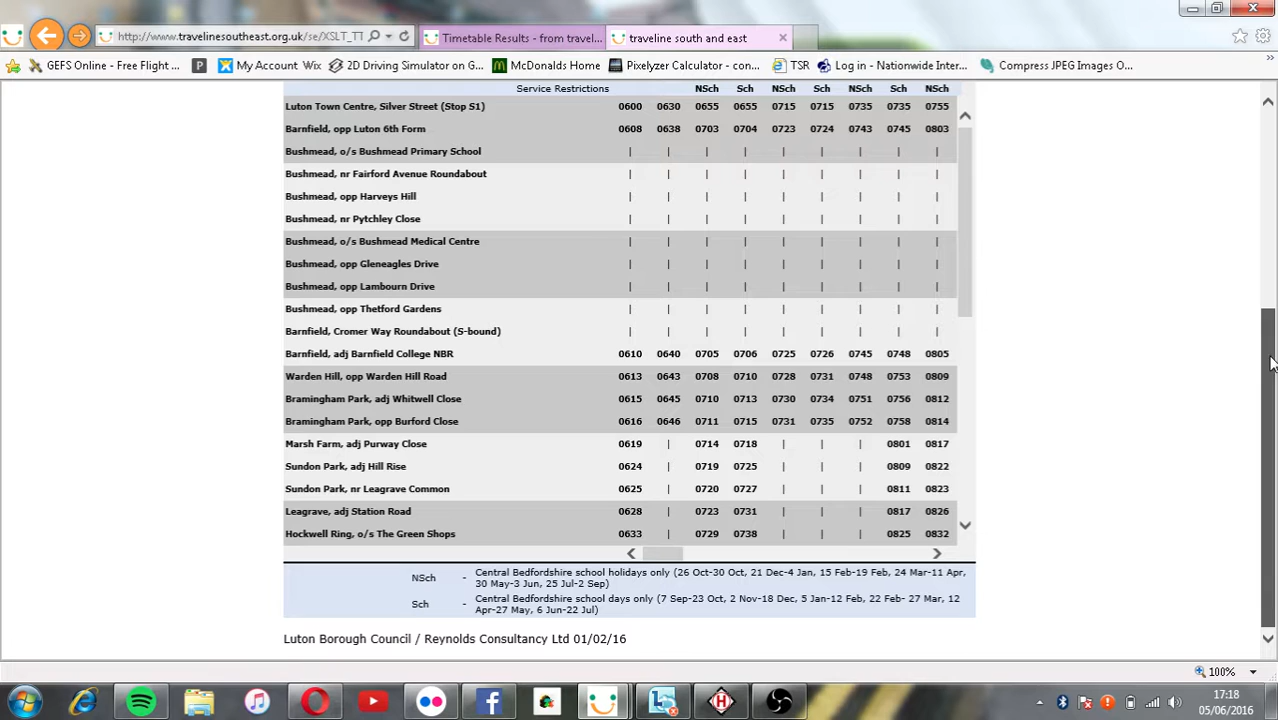 http://www.travelinesoutheast.org.uk/se/XSLT_TT
Timetable Results - from travel...
traveline south and east
GEFS Online - Free Flight ...
P
My Account Wix
2D Driving Simulator on G...
McDonalds Home
Pixelyzer Calculator - con...
TSR
Log in - Nationwide Inter...
Compress JPEG Images O...
Service Restrictions NSch Sch NSch Sch NSch Sch NSch
Luton Town Centre, Silver Street (Stop S1) 0600 0630 0655 0655 0715 0715 0735 0735 0755
Barnfield, opp Luton 6th Form 0608 0638 0703 0704 0723 0724 0743 0745 0803
Bushmead, o/s Bushmead Primary School | | | | | | | | |
Bushmead, nr Fairford Avenue Roundabout | | | | | | | | |
Bushmead, opp Harveys Hill | | | | | | | | |
Bushmead, nr Pytchley Close | | | | | | | | |
Bushmead, o/s Bushmead Medical Centre | | | | | | | | |
Bushmead, opp Gleneagles Drive | | | | | | | | |
Bushmead, opp Lambourn Drive | | | | | | | | |
Bushmead, opp Thetford Gardens | | | | | | | | |
Barnfield, Cromer Way Roundabout (S-bound) | | | | | | | | |
Barnfield, adj Barnfield College NBR 0610 0640 0705 0706 0725 0726 0745 0748 0805
Warden Hill, opp Warden Hill Road 0613 0643 0708 0710 0728 0731 0748 0753 0809
Bramingham Park, adj Whitwell Close 0615 0645 0710 0713 0730 0734 0751 0756 0812
Bramingham Park, opp Burford Close 0616 0646 0711 0715 0731 0735 0752 0758 0814
Marsh Farm, adj Purway Close 0619 | 0714 0718 | | | 0801 0817
Sundon Park, adj Hill Rise 0624 | 0719 0725 | | | 0809 0822
Sundon Park, nr Leagrave Common 0625 | 0720 0727 | | | 0811 0823
Leagrave, adj Station Road 0628 | 0723 0731 | | | 0817 0826
Hockwell Ring, o/s The Green Shops 0633 | 0729 0738 | | | 0825 0832
NSch - Central Bedfordshire school holidays only (26 Oct-30 Oct, 21 Dec-4 Jan, 15 Feb-19 Feb, 24 Mar-11 Apr,
30 May-3 Jun, 25 Jul-2 Sep)
Sch - Central Bedfordshire school days only (7 Sep-23 Oct, 2 Nov-18 Dec, 5 Jan-12 Feb, 22 Feb- 27 Mar, 12
Apr-27 May, 6 Jun-22 Jul)
Luton Borough Council / Reynolds Consultancy Ltd 01/02/16
100%
17:18
05/06/2016